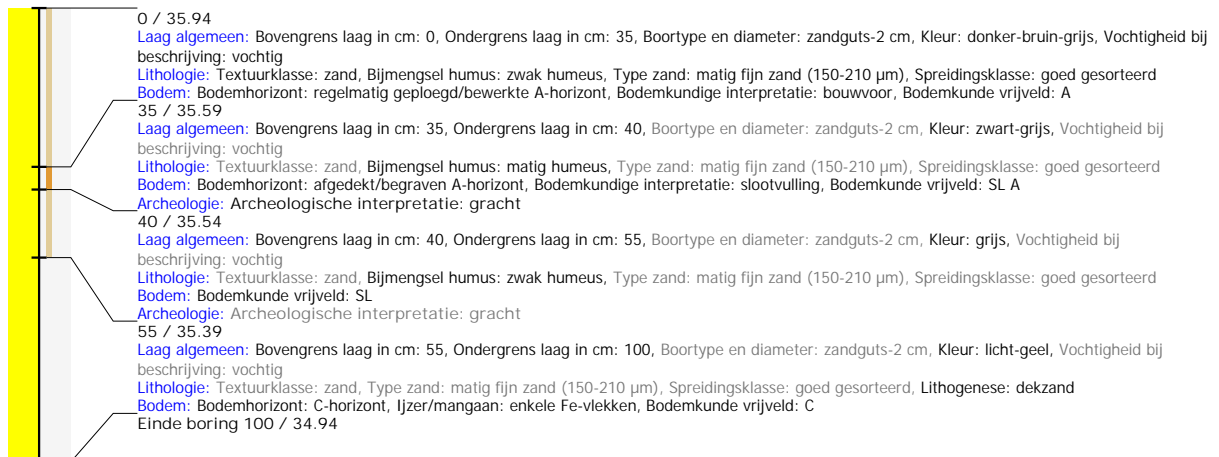 0 / 35.94
Laag algemeen: Bovengrens laag in cm: 0, Ondergrens laag in cm: 35, Boortype en diameter: zandguts-2 cm, Kleur: donker-bruin-grijs, Vochtigheid bij
beschrijving: vochtig
Lithologie: Textuurklasse: zand, Bijmengsel humus: zwak humeus, Type zand: matig fijn zand (150-210 µm), Spreidingsklasse: goed gesorteerd
Bodem: Bodemhorizont: regelmatig geploegd/bewerkte A-horizont, Bodemkundige interpretatie: bouwvoor, Bodemkunde vrijveld: A
35 / 35.59
Laag algemeen: Bovengrens laag in cm: 35, Ondergrens laag in cm: 40, Boortype en diameter: zandguts-2 cm, Kleur: zwart-grijs, Vochtigheid bij
beschrijving: vochtig
Lithologie: Textuurklasse: zand, Bijmengsel humus: matig humeus, Type zand: matig fijn zand (150-210 µm), Spreidingsklasse: goed gesorteerd
Bodem: Bodemhorizont: afgedekt/begraven A-horizont, Bodemkundige interpretatie: slootvulling, Bodemkunde vrijveld: SL A
Archeologie: Archeologische interpretatie: gracht
40 / 35.54
Laag algemeen: Bovengrens laag in cm: 40, Ondergrens laag in cm: 55, Boortype en diameter: zandguts-2 cm, Kleur: grijs, Vochtigheid bij
beschrijving: vochtig
Lithologie: Textuurklasse: zand, Bijmengsel humus: zwak humeus, Type zand: matig fijn zand (150-210 µm), Spreidingsklasse: goed gesorteerd
Bodem: Bodemkunde vrijveld: SL
Archeologie: Archeologische interpretatie: gracht
55 / 35.39
Laag algemeen: Bovengrens laag in cm: 55, Ondergrens laag in cm: 100, Boortype en diameter: zandguts-2 cm, Kleur: licht-geel, Vochtigheid bij
beschrijving: vochtig
Lithologie: Textuurklasse: zand, Type zand: matig fijn zand (150-210 µm), Spreidingsklasse: goed gesorteerd, Lithogenese: dekzand
Bodem: Bodemhorizont: C-horizont, Ijzer/mangaan: enkele Fe-vlekken, Bodemkunde vrijveld: C
Einde boring 100 / 34.94